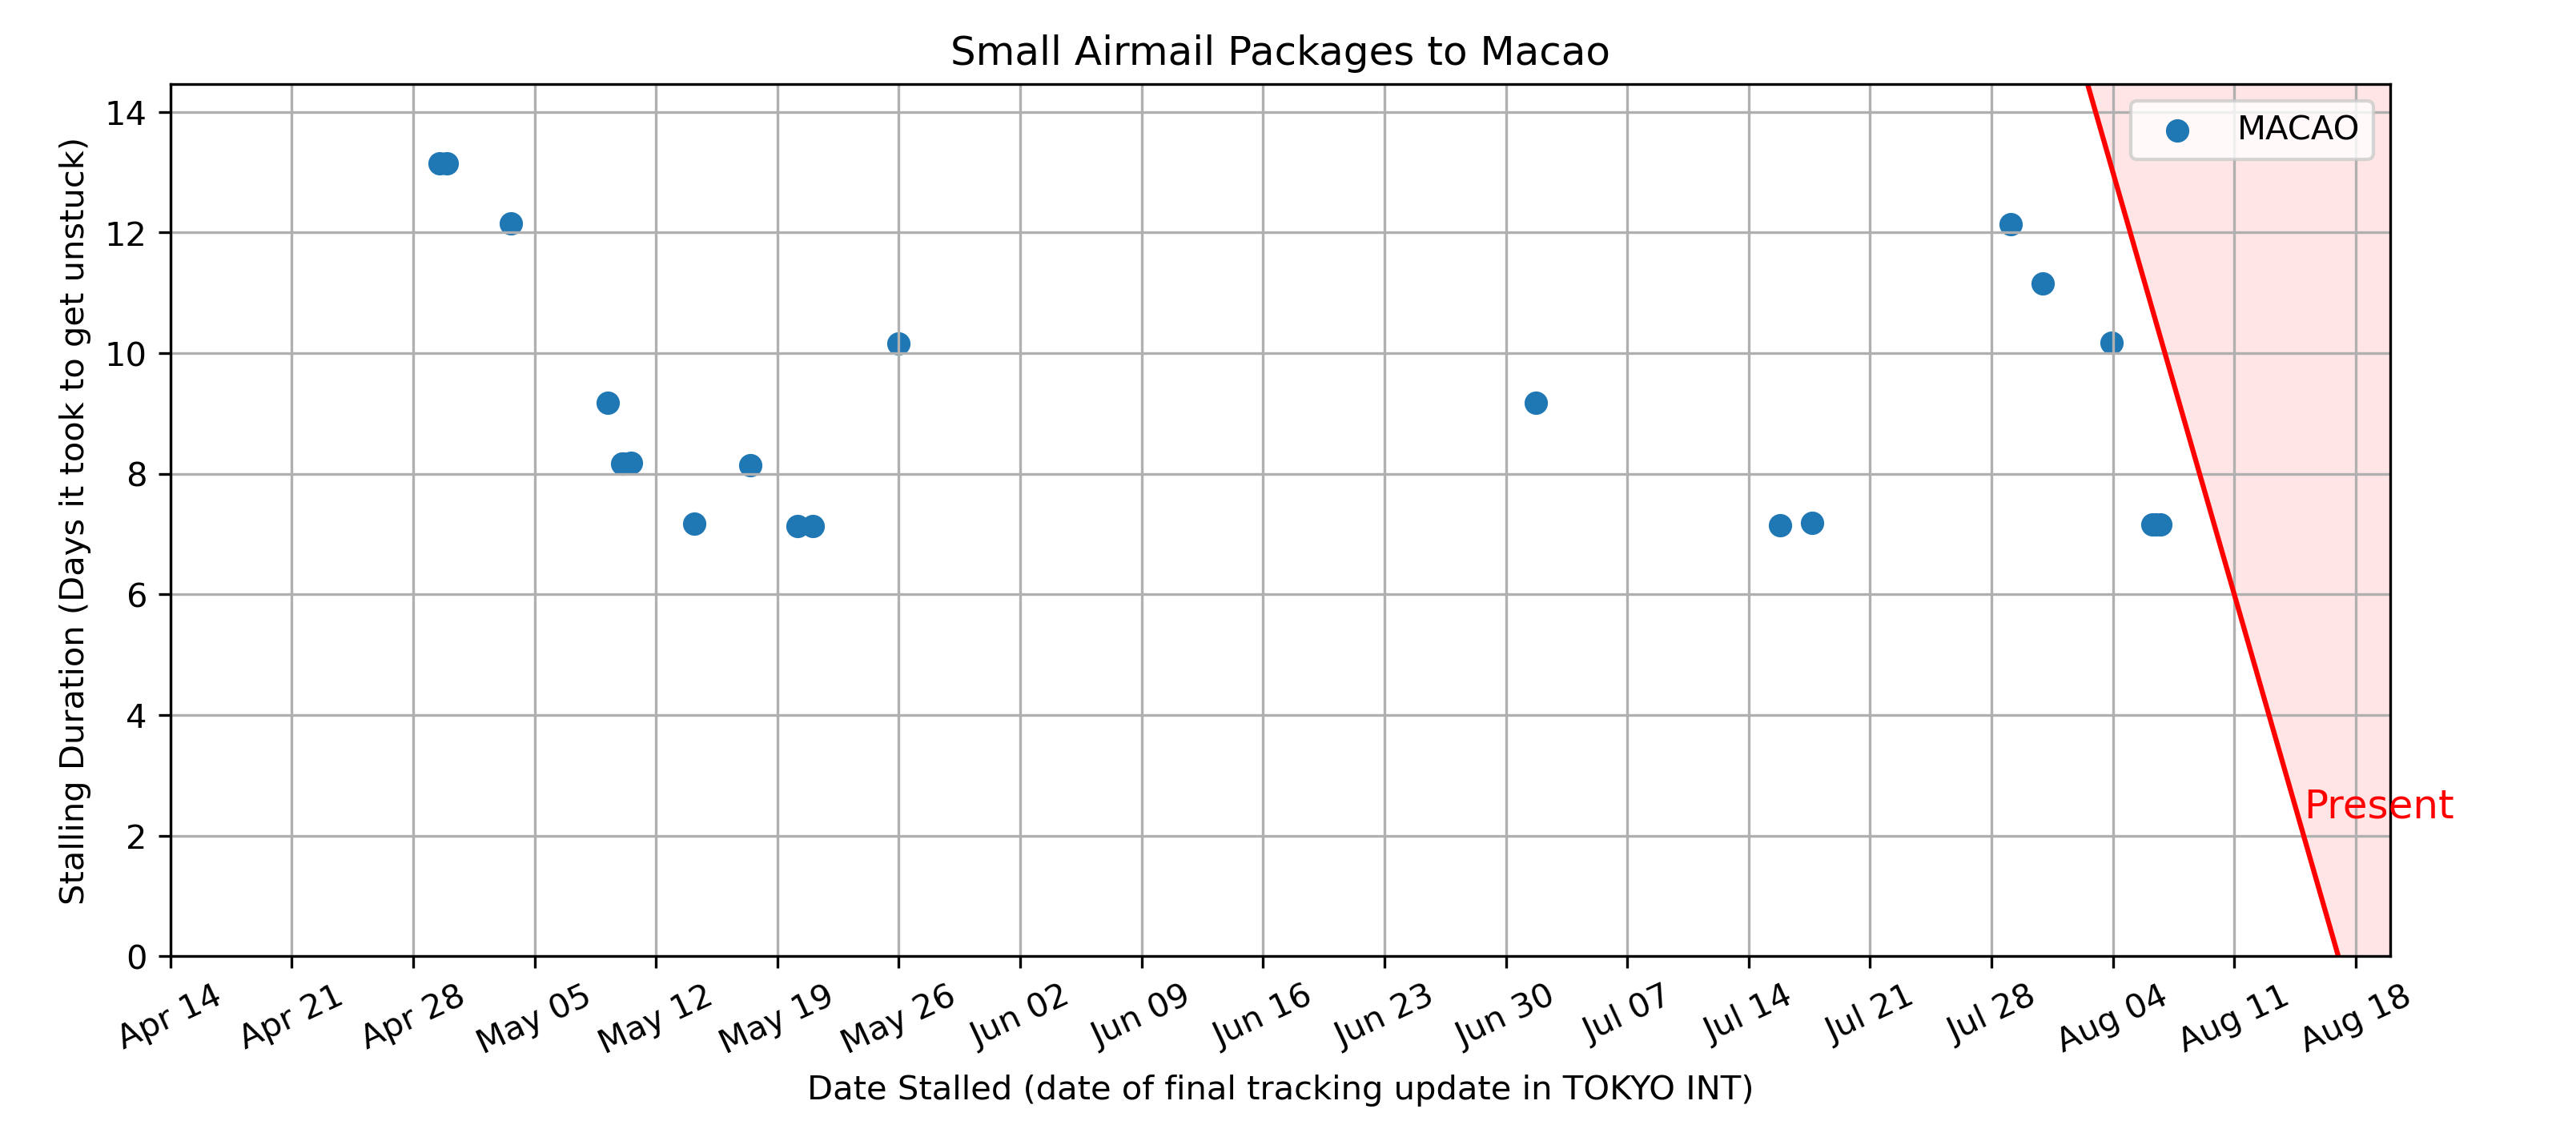 Small Airmail Packages to Macao
MACAO
14
12
10
8
6
4
2
0
Stalling Duration (Days it took to get unstuck)
Present
Apr 14
Apr 21
Apr 28
May 05
May 12
May 19
May 26
Jun 02
Jun 09
Jun 16
Jun 23
Jun 30
Jul 07
Jul 14
Jul 21
Jul 28
Aug 04
Aug 11
Aug 18
Date Stalled (date of final tracking update in TOKYO INT)